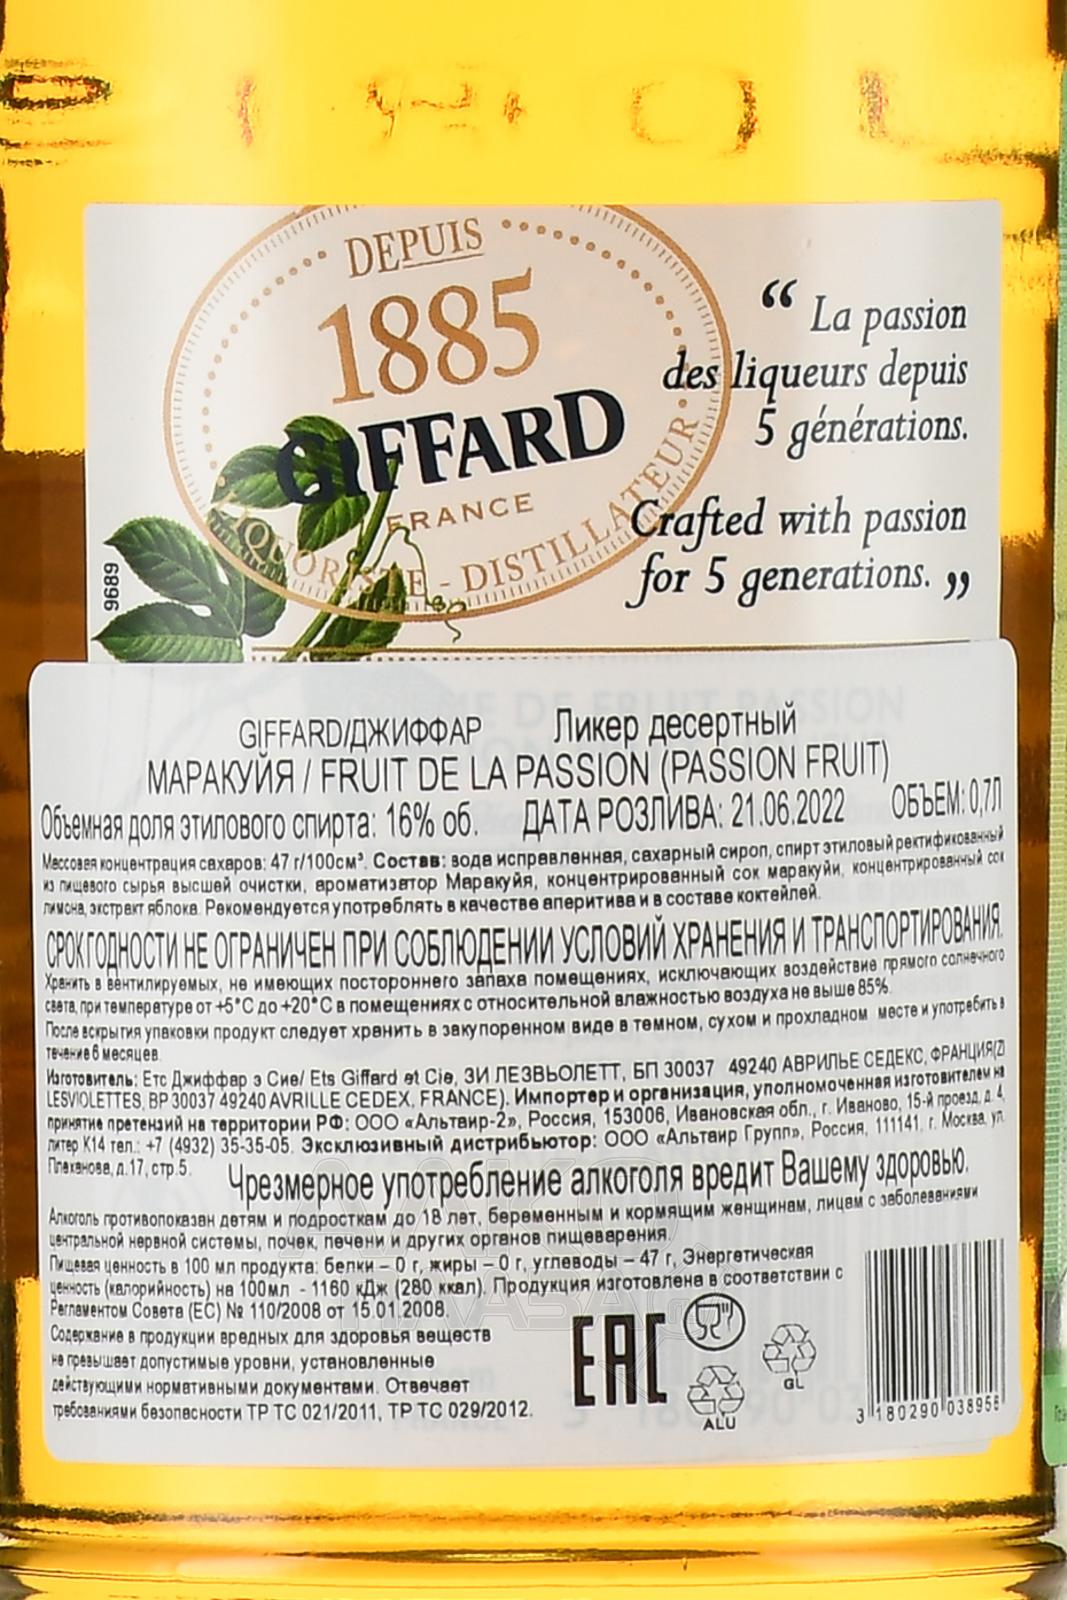 DEPUIS
1885
GIFFARD
FRANCE
LIQUORISTE - DISTILLATEUR
“ La passion
des liqueurs depuis
5 générations.
Crafted with passion
for 5 generations. ”
9689
GIFFARD/ДЖИФФАР Ликер десертный
МАРАКУЙЯ / FRUIT DE LA PASSION (PASSION FRUIT)
Объемная доля этилового спирта: 16% об. ДАТА РОЗЛИВА: 21.06.2022 ОБЪЕМ: 0,7Л
Массовая концентрация сахаров: 47 г/100см³. Состав: вода исправленная, сахарный сироп, спирт этиловый ректификованный
из пищевого сырья высшей очистки, ароматизатор Маракуйя, концентрированный сок маракуйи, концентрированный сок
лимона, экстракт яблока. Рекомендуется употреблять в качестве аперитива и в составе коктейлей.
СРОК ГОДНОСТИ НЕ ОГРАНИЧЕН ПРИ СОБЛЮДЕНИИ УСЛОВИЙ ХРАНЕНИЯ И ТРАНСПОРТИРОВАНИЯ.
Хранить в вентилируемых, не имеющих постороннего запаха помещениях, исключающих воздействие прямого солнечного
света, при температуре от +5°C до +20°C в помещениях с относительной влажностью воздуха не выше 85%.
После вскрытия упаковки продукт следует хранить в закупоренном виде в темном, сухом и прохладном месте и употребить в
течение 6 месяцев.
Изготовитель: Етс Джиффар э Сие/ Ets Giffard et Cie, ЗИ ЛЕЗВЬОЛЕТТ, БП 30037 49240 АВРИЛЬЕ СЕДЕКС, ФРАНЦИЯ(ZI
LESVIOLETTES, BP 30037 49240 AVRILLE CEDEX, FRANCE). Импортер и организация, уполномоченная изготовителем на
принятие претензий на территории РФ: ООО «Альтаир-2», Россия, 153006, Ивановская обл., г. Иваново, 15-й проезд, д. 4,
литер К14 тел.: +7 (4932) 35-35-05. Эксклюзивный дистрибьютор: ООО «Альтаир Групп», Россия, 111141. г. Москва, ул.
Плеханова, д. 17, стр.5.
Чрезмерное употребление алкоголя вредит Вашему здоровью.
Алкоголь противопоказан детям и подросткам до 18 лет, беременным и кормящим женщинам, лицам с заболеваниями
центральной нервной системы, почек, печени и других органов пищеварения.
Пищевая ценность в 100 мл продукта: белки – 0 г, жиры – 0 г, углеводы – 47 г, Энергетическая
ценность (калорийность) на 100мл - 1160 кДж (280 ккал). Продукция изготовлена в соответствии с
Регламентом Совета (ЕС) № 110/2008 от 15.01.2008.
Содержание в продукции вредных для здоровья веществ
не превышает допустимые уровни, установленные
действующими нормативными документами. Отвечает
требованиями безопасности ТР ТС 021/2011, ТР ТС 029/2012.
EAC
ALU
GL
3 180290 038956